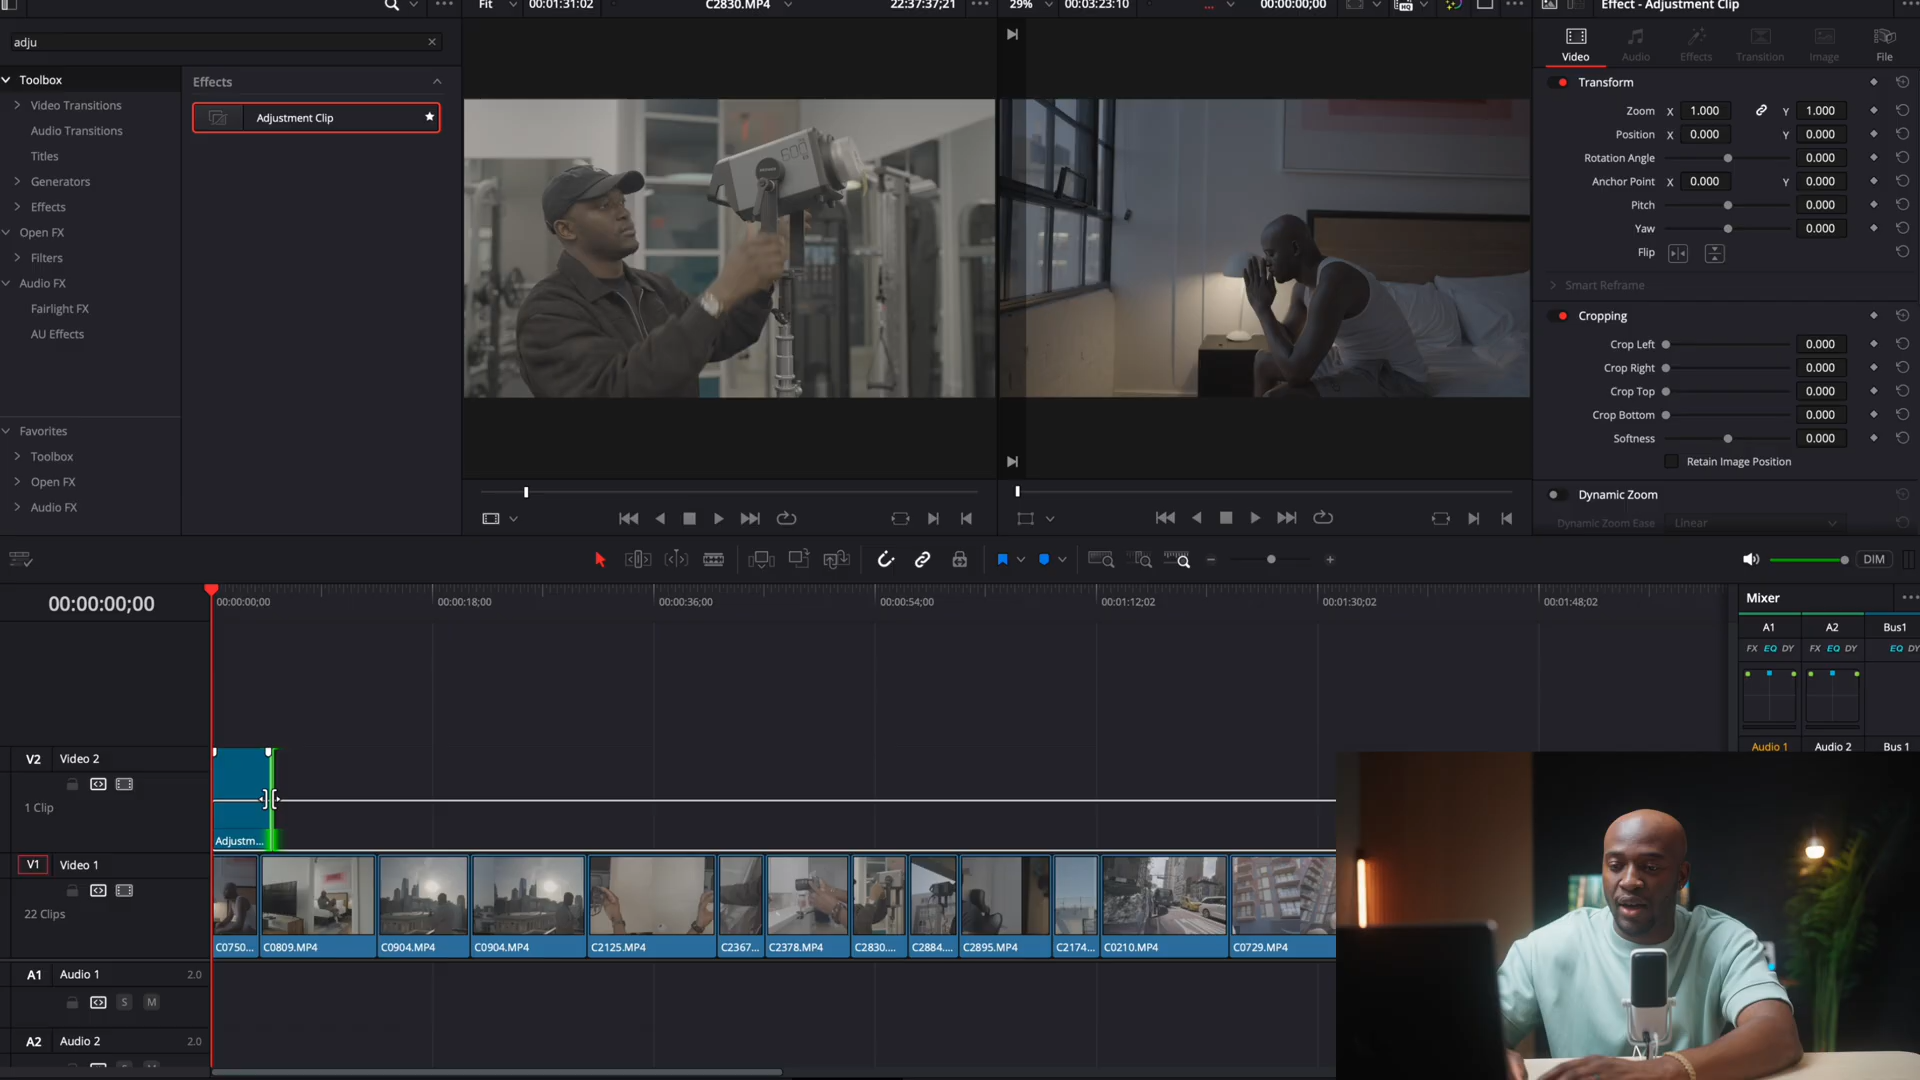 Fit 00:01:31:02 C2830.MP4 22:37:37;21 29% 00:03:23:10 00:00:00;00 Effect - Adjustment Clip
adju
Toolbox
Video Transitions
Audio Transitions
Titles
Generators
Effects
Open FX
Filters
Audio FX
Fairlight FX
AU Effects
Favorites
Toolbox
Open FX
Audio FX
Effects
Adjustment Clip
Video Audio Effects Transition Image File
Transform
Zoom X 1.000 Y 1.000
Position X 0.000 Y 0.000
Rotation Angle 0.000
Anchor Point X 0.000 Y 0.000
Pitch 0.000
Yaw 0.000
Flip
Smart Reframe
Cropping
Crop Left 0.000
Crop Right 0.000
Crop Top 0.000
Crop Bottom 0.000
Softness 0.000
Retain Image Position
Dynamic Zoom
Dynamic Zoom Ease Linear
DIM
00:00:00;00
00:00:00;00 00:00:18;00 00:00:36;00 00:00:54;00 00:01:12;02 00:01:30;02 00:01:48;02
Mixer
A1 A2 Bus1
FX EQ DY FX EQ DY EQ DY
Audio 1 Audio 2 Bus 1
V2 Video 2
1 Clip
Adjustm...
V1 Video 1
22 Clips
C0750... C0809.MP4 C0904.MP4 C0904.MP4 C2125.MP4 C2367... C2378.MP4 C2830.... C2884.... C2895.MP4 C2174... C0210.MP4 C0729.MP4
A1 Audio 1 2.0
S M
A2 Audio 2 2.0